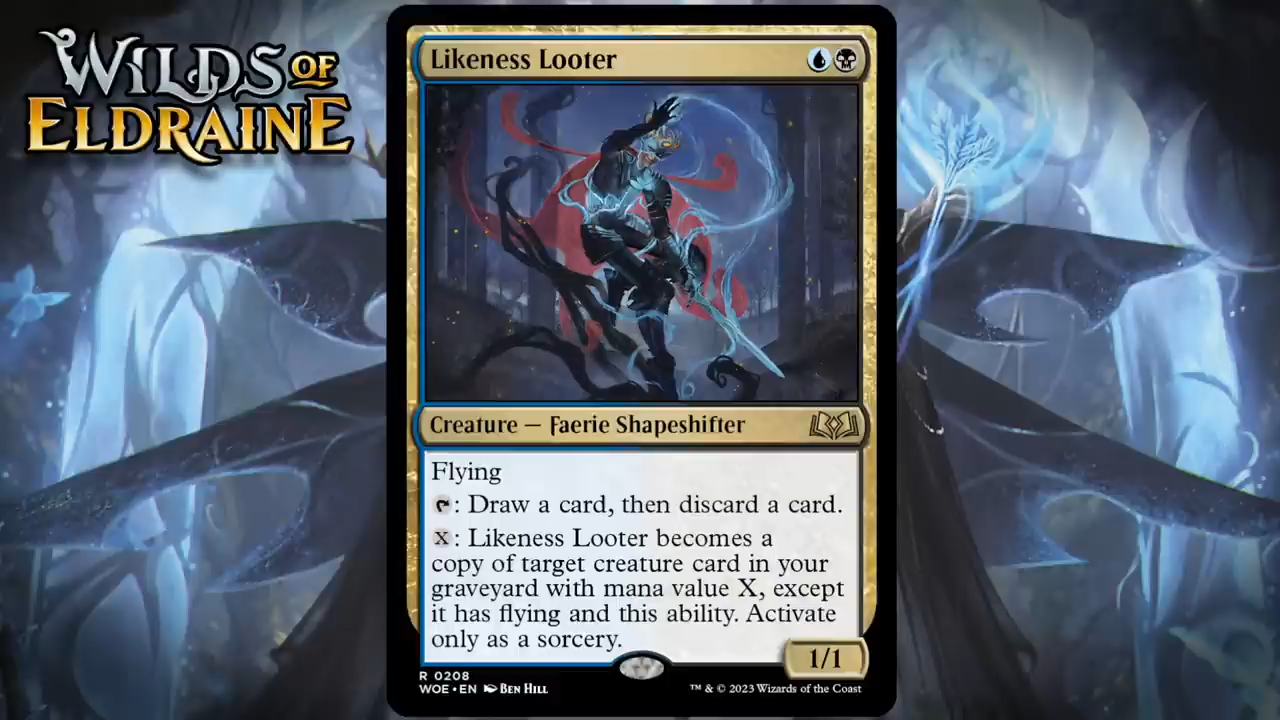 WILDS OF
ELDRAINE
Likeness Looter
Creature — Faerie Shapeshifter
Flying
: Draw a card, then discard a card.
X: Likeness Looter becomes a
copy of target creature card in your
graveyard with mana value X, except
it has flying and this ability. Activate
only as a sorcery.
1/1
R 0208
WOE • EN Ben Hill
™ & © 2023 Wizards of the Coast